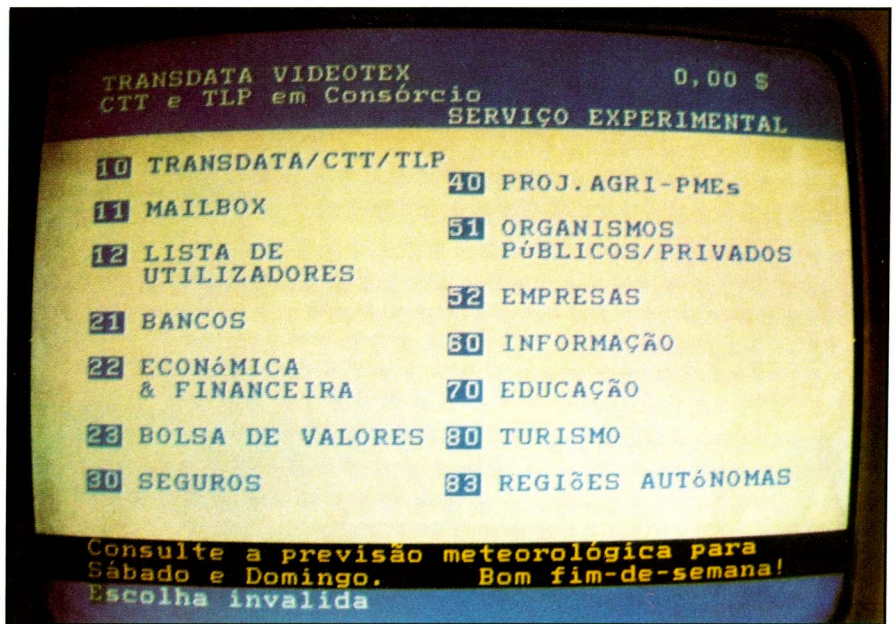 TRANSDATA VIDEOTEX 0,00 $
CTT e TLP em Consórcio
SERVIÇO EXPERIMENTAL
10 TRANSDATA/CTT/TLP
11 MAILBOX
12 LISTA DE
UTILIZADORES
21 BANCOS
22 ECONóMICA
& FINANCEIRA
23 BOLSA DE VALORES
30 SEGUROS
40 PROJ.AGRI-PMEs
51 ORGANISMOS
PúBLICOS/PRIVADOS
52 EMPRESAS
60 INFORMAÇÃO
70 EDUCAÇÃO
80 TURISMO
83 REGIõES AUTóNOMAS
Consulte a previsão meteorológica para
Sábado e Domingo. Bom fim-de-semana!
Escolha invalida